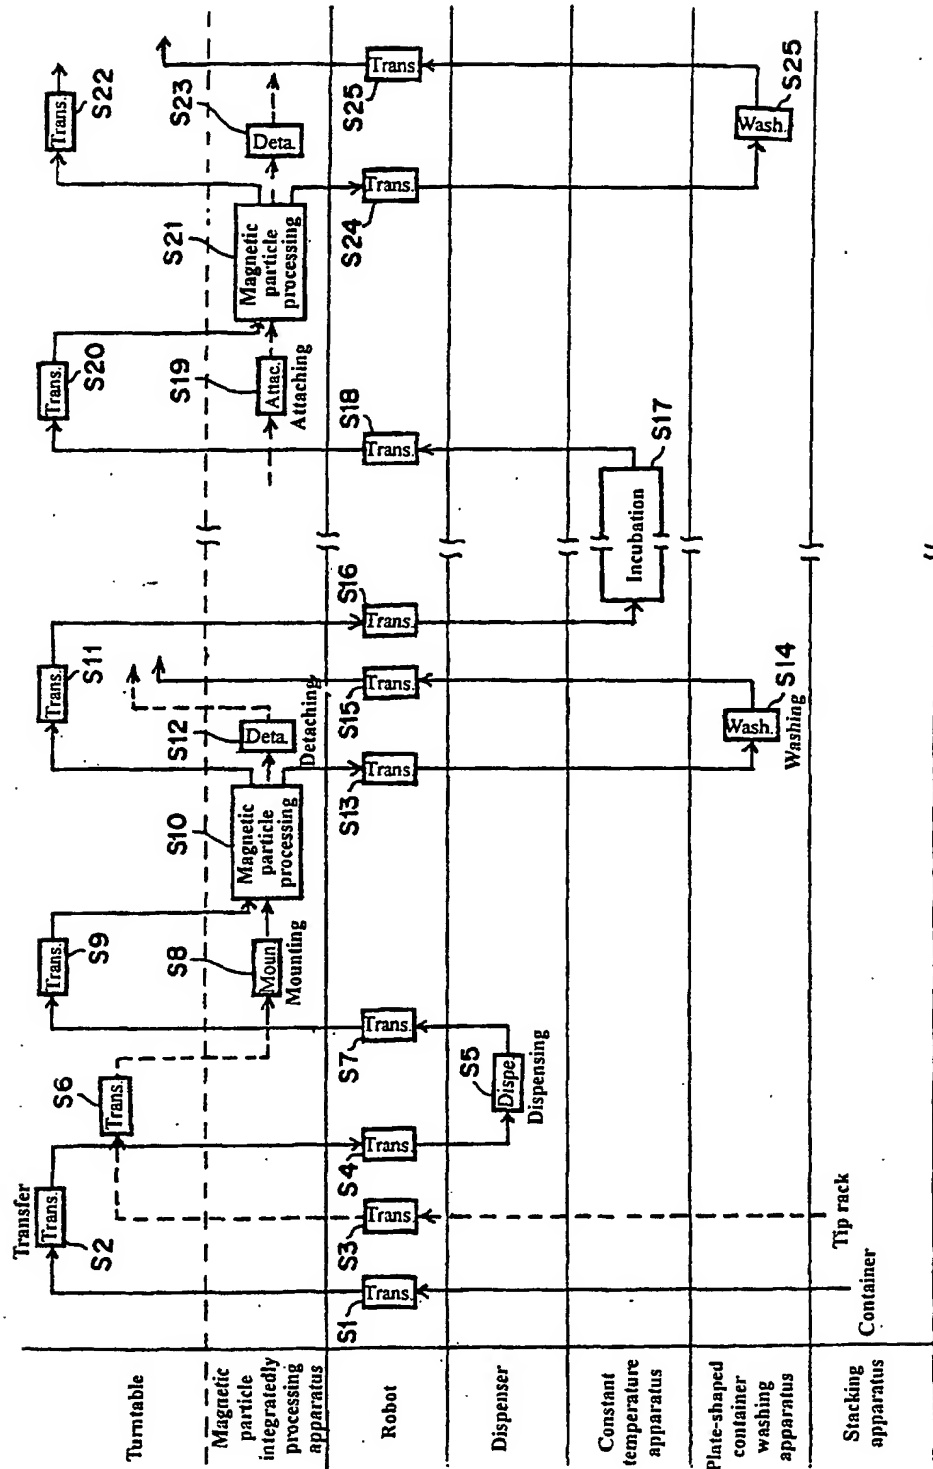 Turntable
Transfer
Trans.
S2
Trans.
S6
Trans.
S9
Trans.
S11
Trans.
S20
Trans.
S22
Magnetic
particle
integratedly
processing
apparatus
Moun
S8
Mounting
Magnetic
particle
processing
S10
Deta.
S12
Detaching
Attac.
S19
Attaching
Magnetic
particle
processing
S21
Deta.
S23
Robot
Trans.
S1
Trans.
S3
Trans.
S4
Trans.
S7
Trans.
S13
Trans.
S15
Trans.
S16
Trans.
S18
Trans.
S24
Trans.
S25
Dispenser
Dispe.
S5
Dispensing
Constant
temperature
apparatus
Incubation
S17
Plate-shaped
container
washing
apparatus
Wash.
S14
Washing
Wash.
S25
Stacking
apparatus
Container
Tip rack